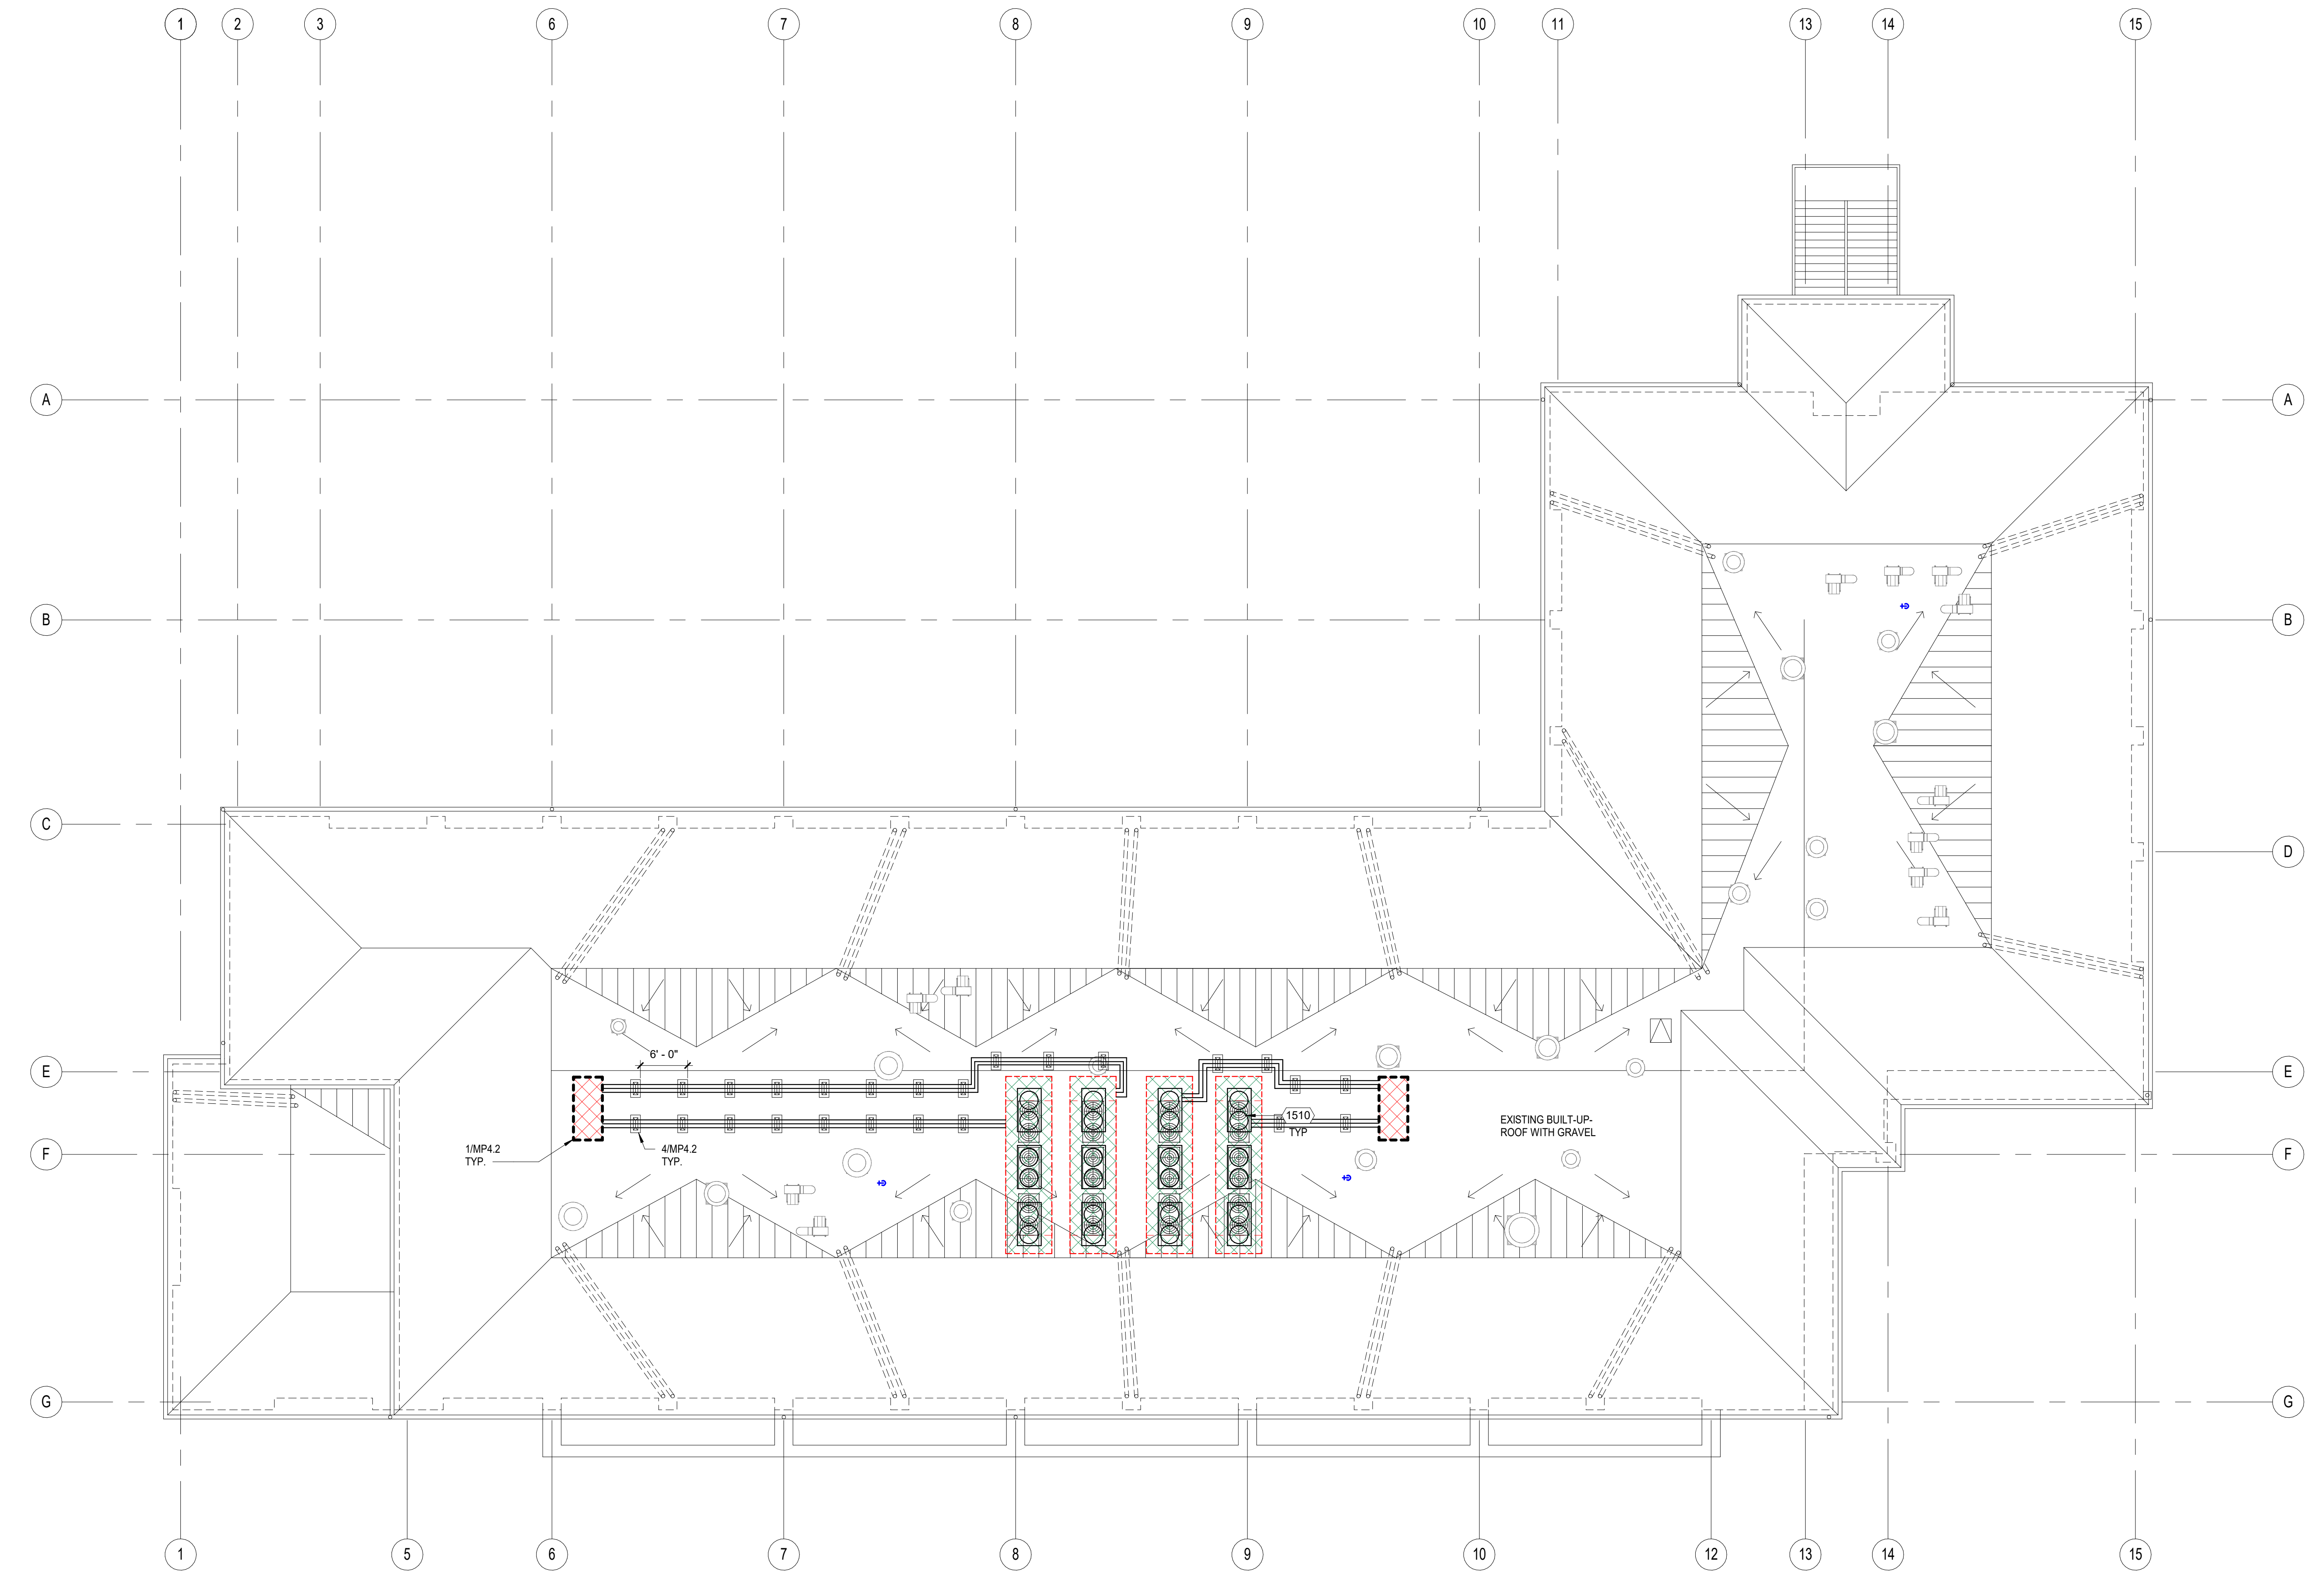 1 2 3 6 7 8 9 10 11 13 14 15
A A
B B
C D
6' - 0"
E E
1510
TYP
EXISTING BUILT-UP-
ROOF WITH GRAVEL
1/MP4.2
TYP.
4/MP4.2
TYP.
F F
G G
1 5 6 7 8 9 10 12 13 14 15